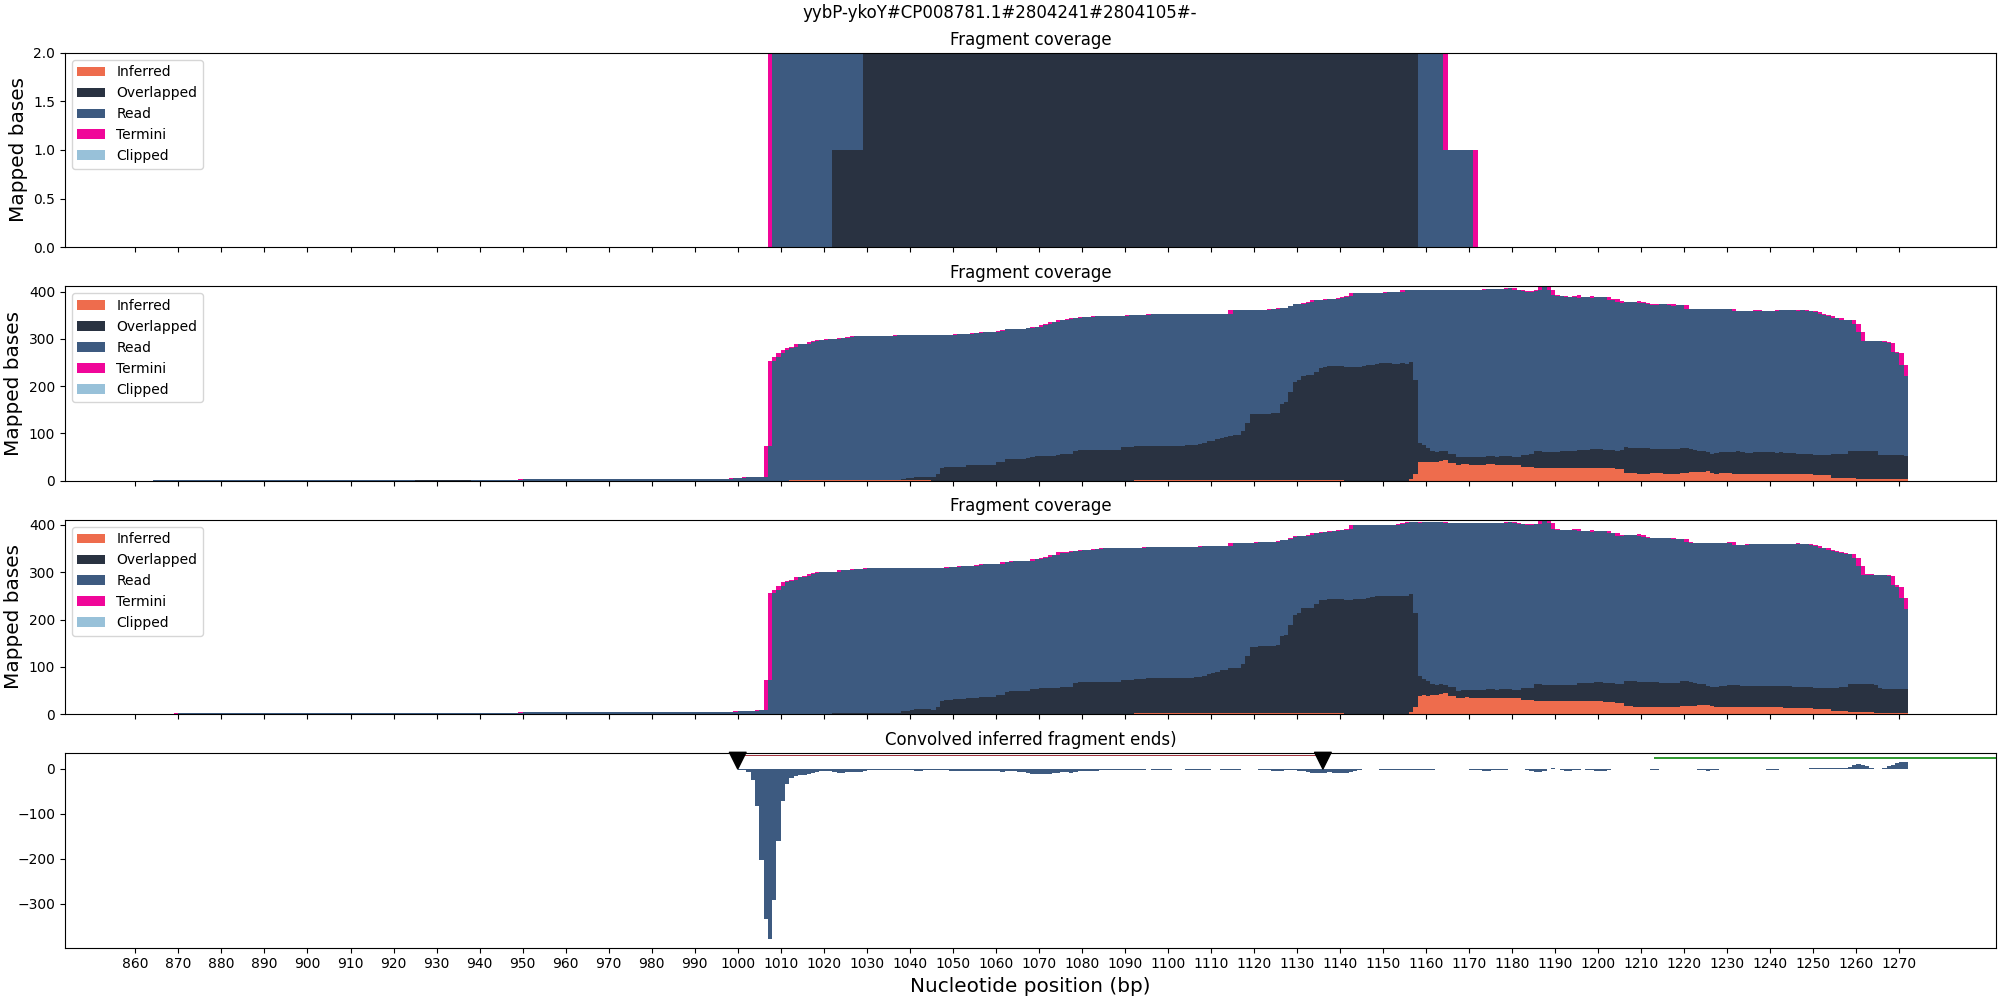 yybP-ykoY#CP008781.1#2804241#2804105#-
Fragment coverage
Mapped bases
2.0
1.5
1.0
0.5
0.0
Inferred
Overlapped
Read
Termini
Clipped
Fragment coverage
Mapped bases
400
300
200
100
0
Inferred
Overlapped
Read
Termini
Clipped
Fragment coverage
Mapped bases
400
300
200
100
0
Inferred
Overlapped
Read
Termini
Clipped
Convolved inferred fragment ends)
0
−100
−200
−300
860 870 880 890 900 910 920 930 940 950 960 970 980 990 1000 1010 1020 1030 1040 1050 1060 1070 1080 1090 1100 1110 1120 1130 1140 1150 1160 1170 1180 1190 1200 1210 1220 1230 1240 1250 1260 1270
Nucleotide position (bp)